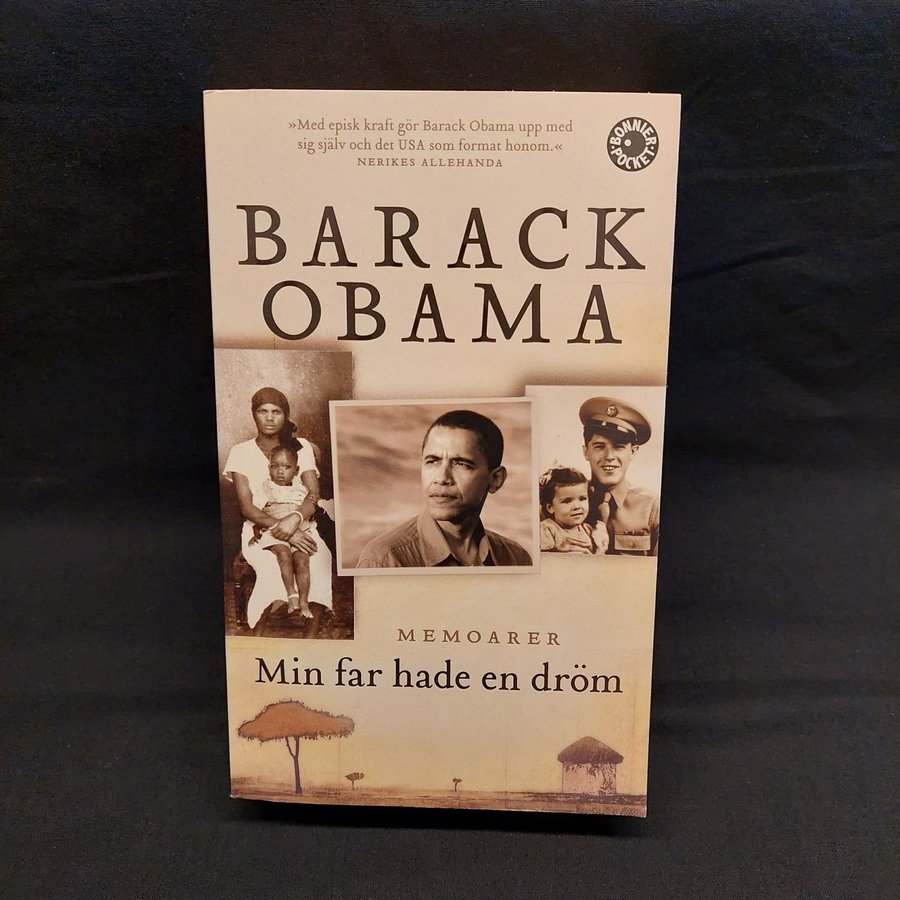 »Med episk kraft gör Barack Obama upp med
sig själv och det USA som format honom.«
NERIKES ALLEHANDA
BONNIER
POCKET
BARACK
OBAMA
MEMOARER
Min far hade en dröm